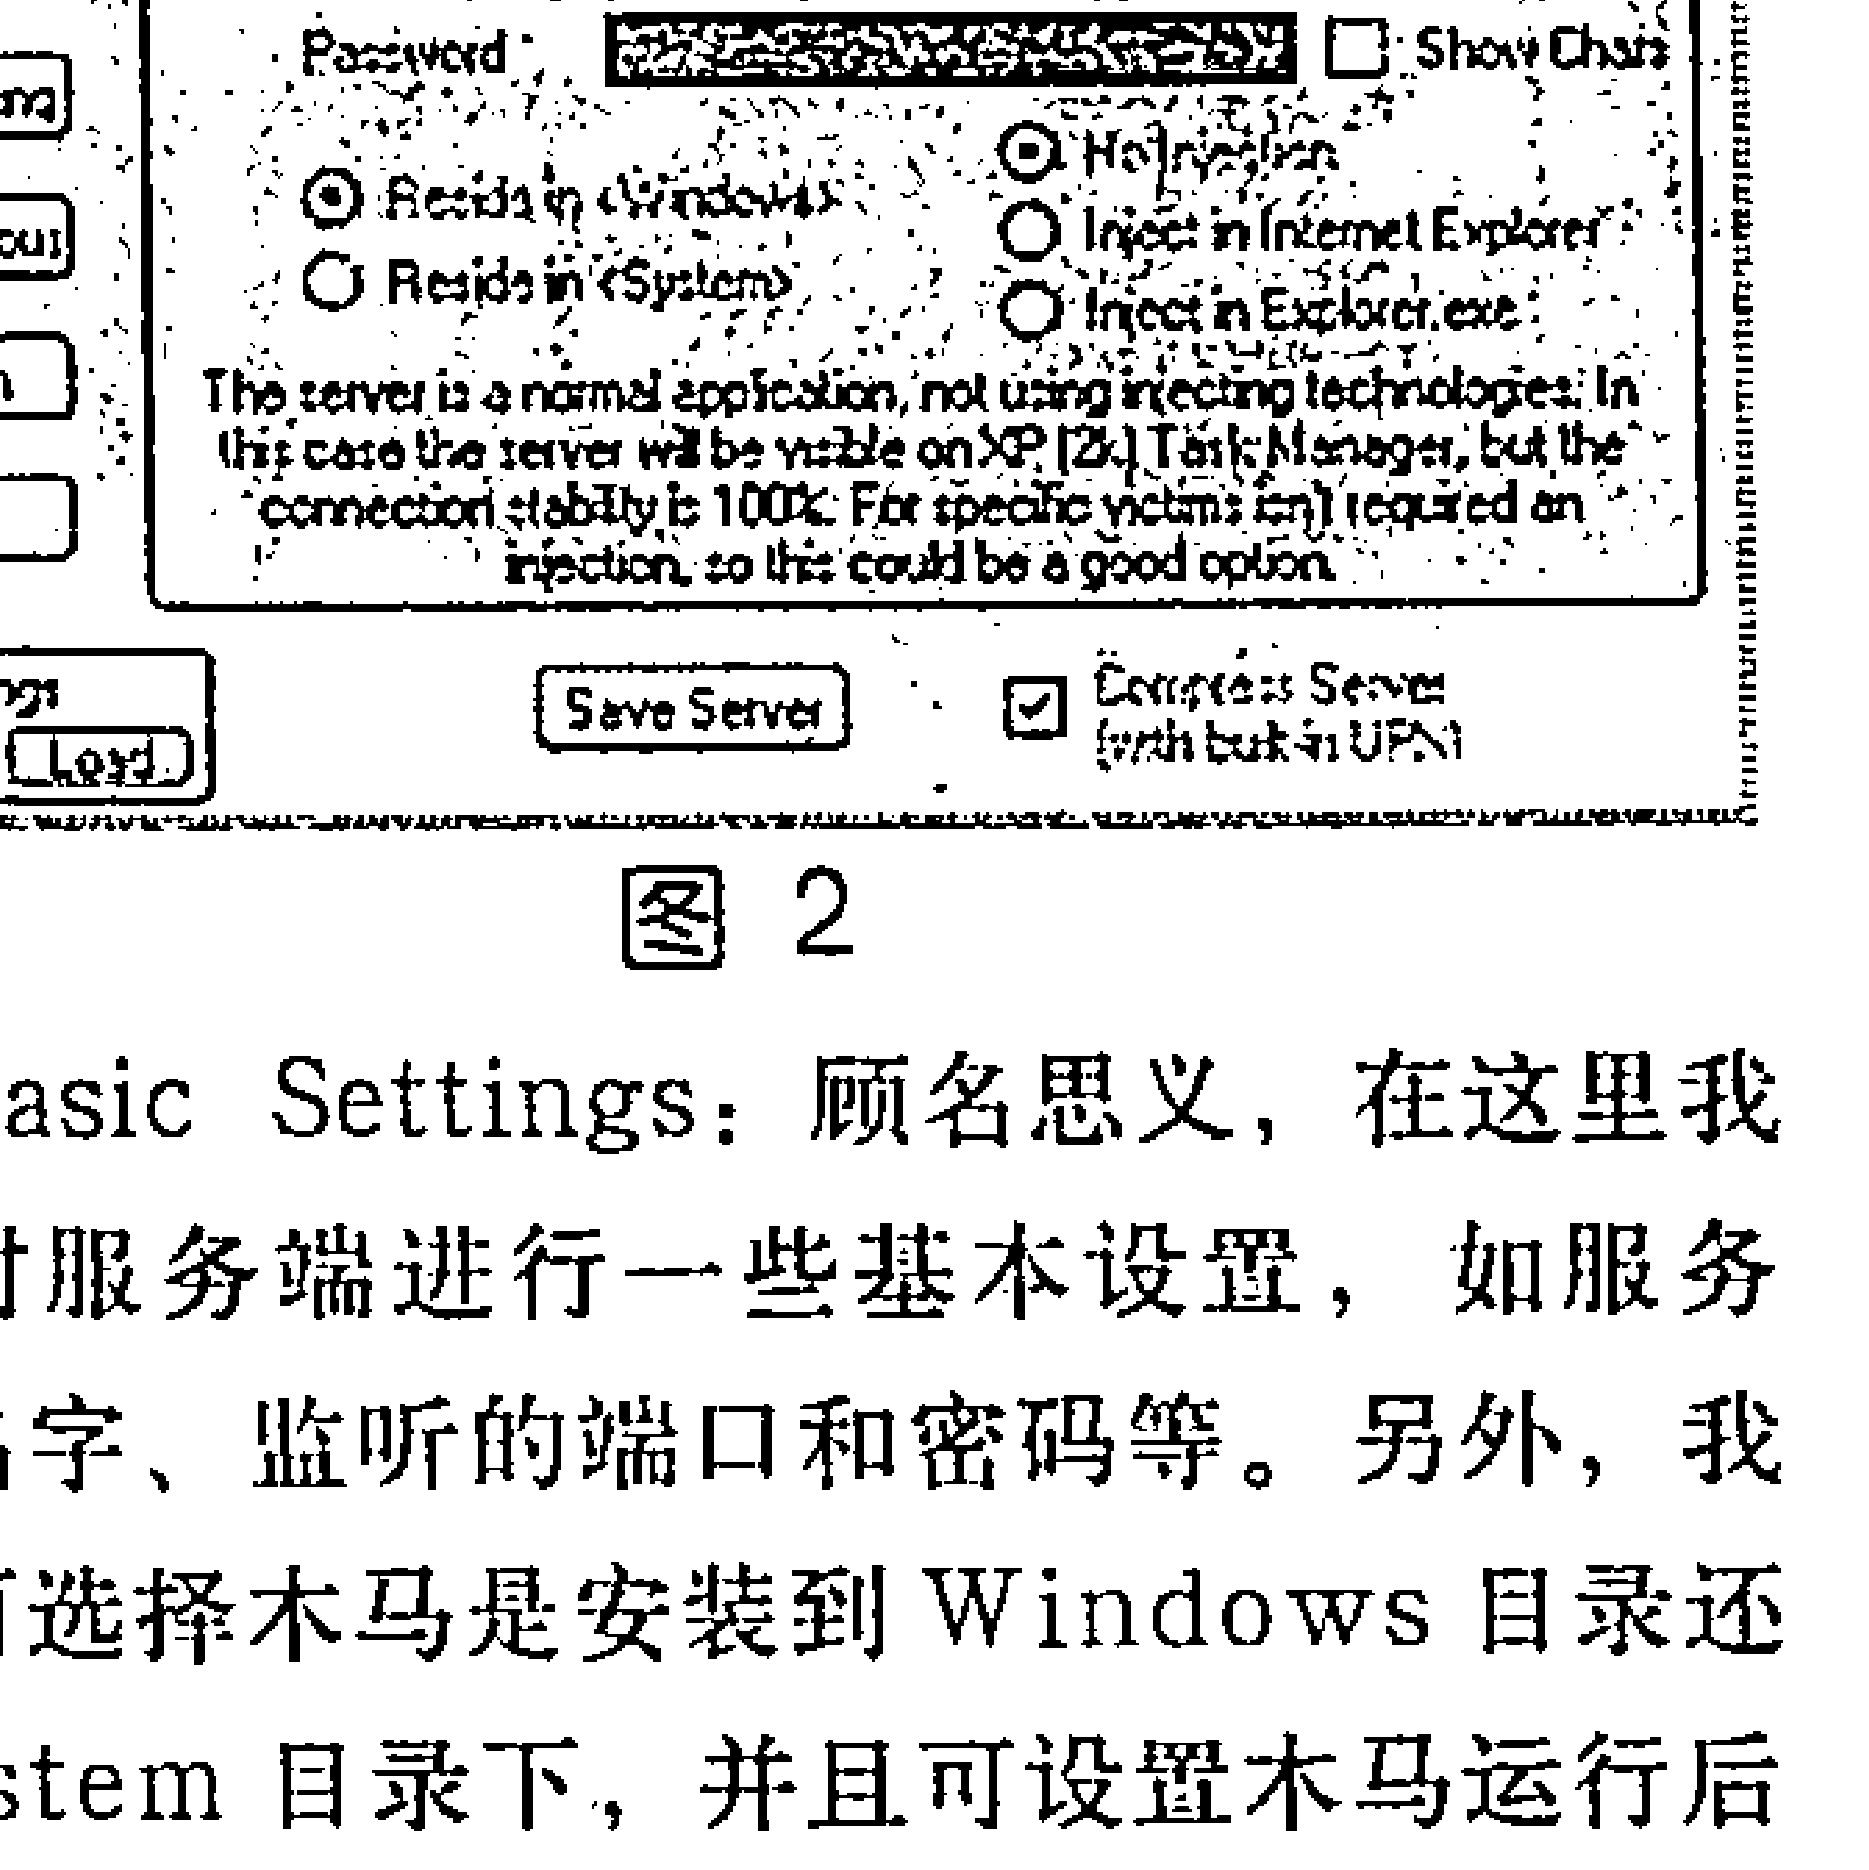 Password Show Chars
No Injection
Reside in <Windows>
Inject in Internet Explorer
Reside in <System>
Inject in Explorer.exe
The server is a normal application, not using injecting technologies. In
this case the server will be visible on XP (2k) Task Manager, but the
connection stability is 100%. For specific victims isn't required an
injection, so this could be a good option.
Save Server
Compress Server
(with built-in UPX)
Load
图 2
asic Settings：顾名思义，在这里我
服务端进行一些基本设置，如服务
字、监听的端口和密码等。另外，我
选择木马是安装到 Windows 目录还
stem 目录下，并且可设置木马运行后